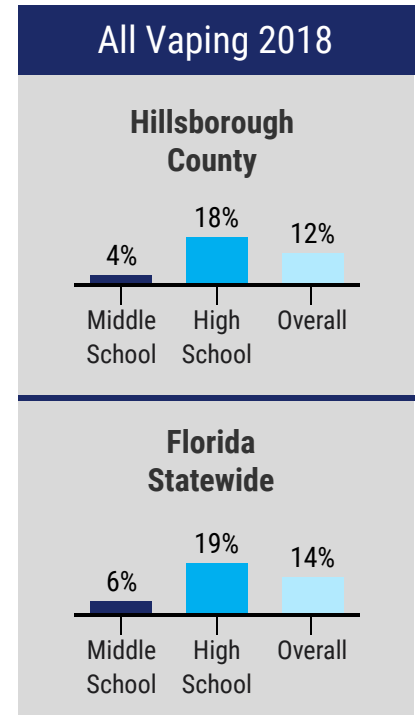 All Vaping 2018
Hillsborough
County
4%
18%
12%
Middle
School
High
School
Overall
Florida
Statewide
6%
19%
14%
Middle
School
High
School
Overall